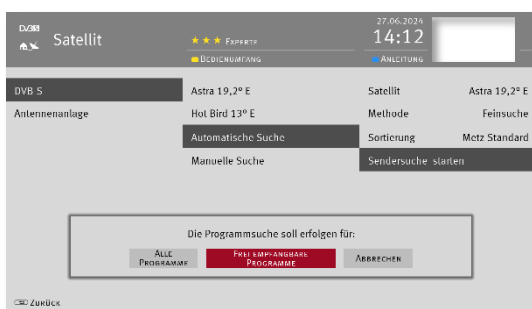 DVB
Satellit
Experte
Bedienumfang
27.06.2024
14:12
Anleitung
DVB S
Antennenanlage
Astra 19,2° E
Hot Bird 13° E
Automatische Suche
Manuelle Suche
Satellit Astra 19,2° E
Methode Feinsuche
Sortierung Metz Standard
Sendersuche starten
Die Programmsuche soll erfolgen für:
Alle
Programme
Frei empfangbare
Programme
Abbrechen
Zurück